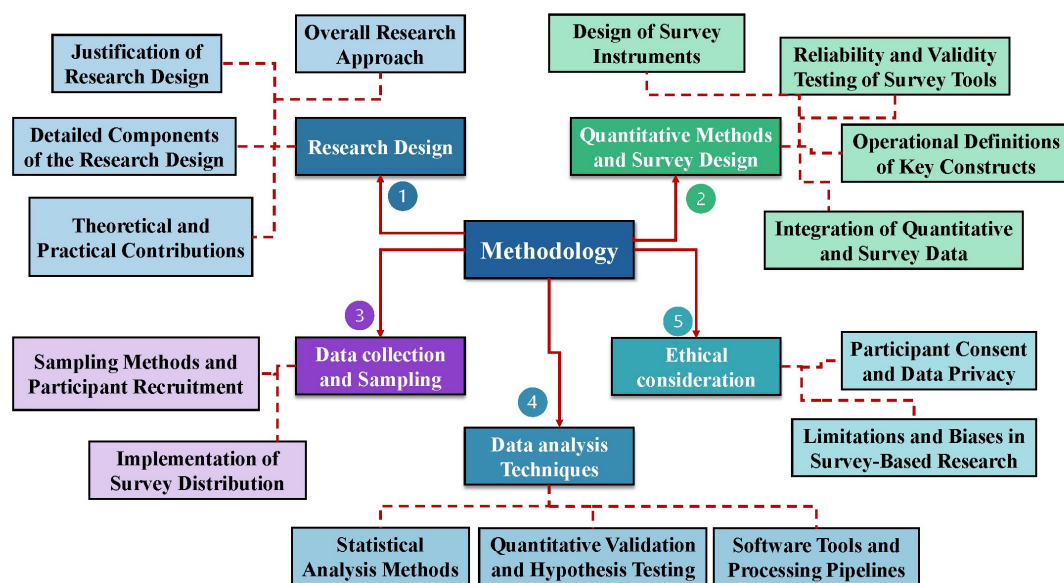 Overall Research
Approach
Justification of
Research Design
Detailed Components
of the Research Design
Theoretical and
Practical Contributions
Research Design
1
Design of Survey
Instruments
Reliability and Validity
Testing of Survey Tools
Quantitative Methods
and Survey Design
Operational Definitions
of Key Constructs
2
Integration of Quantitative
and Survey Data
Methodology
3
Data collection
and Sampling
Sampling Methods and
Participant Recruitment
Implementation of
Survey Distribution
5
Ethical
consideration
Participant Consent
and Data Privacy
Limitations and Biases in
Survey-Based Research
4
Data analysis
Techniques
Statistical
Analysis Methods
Quantitative Validation
and Hypothesis Testing
Software Tools and
Processing Pipelines